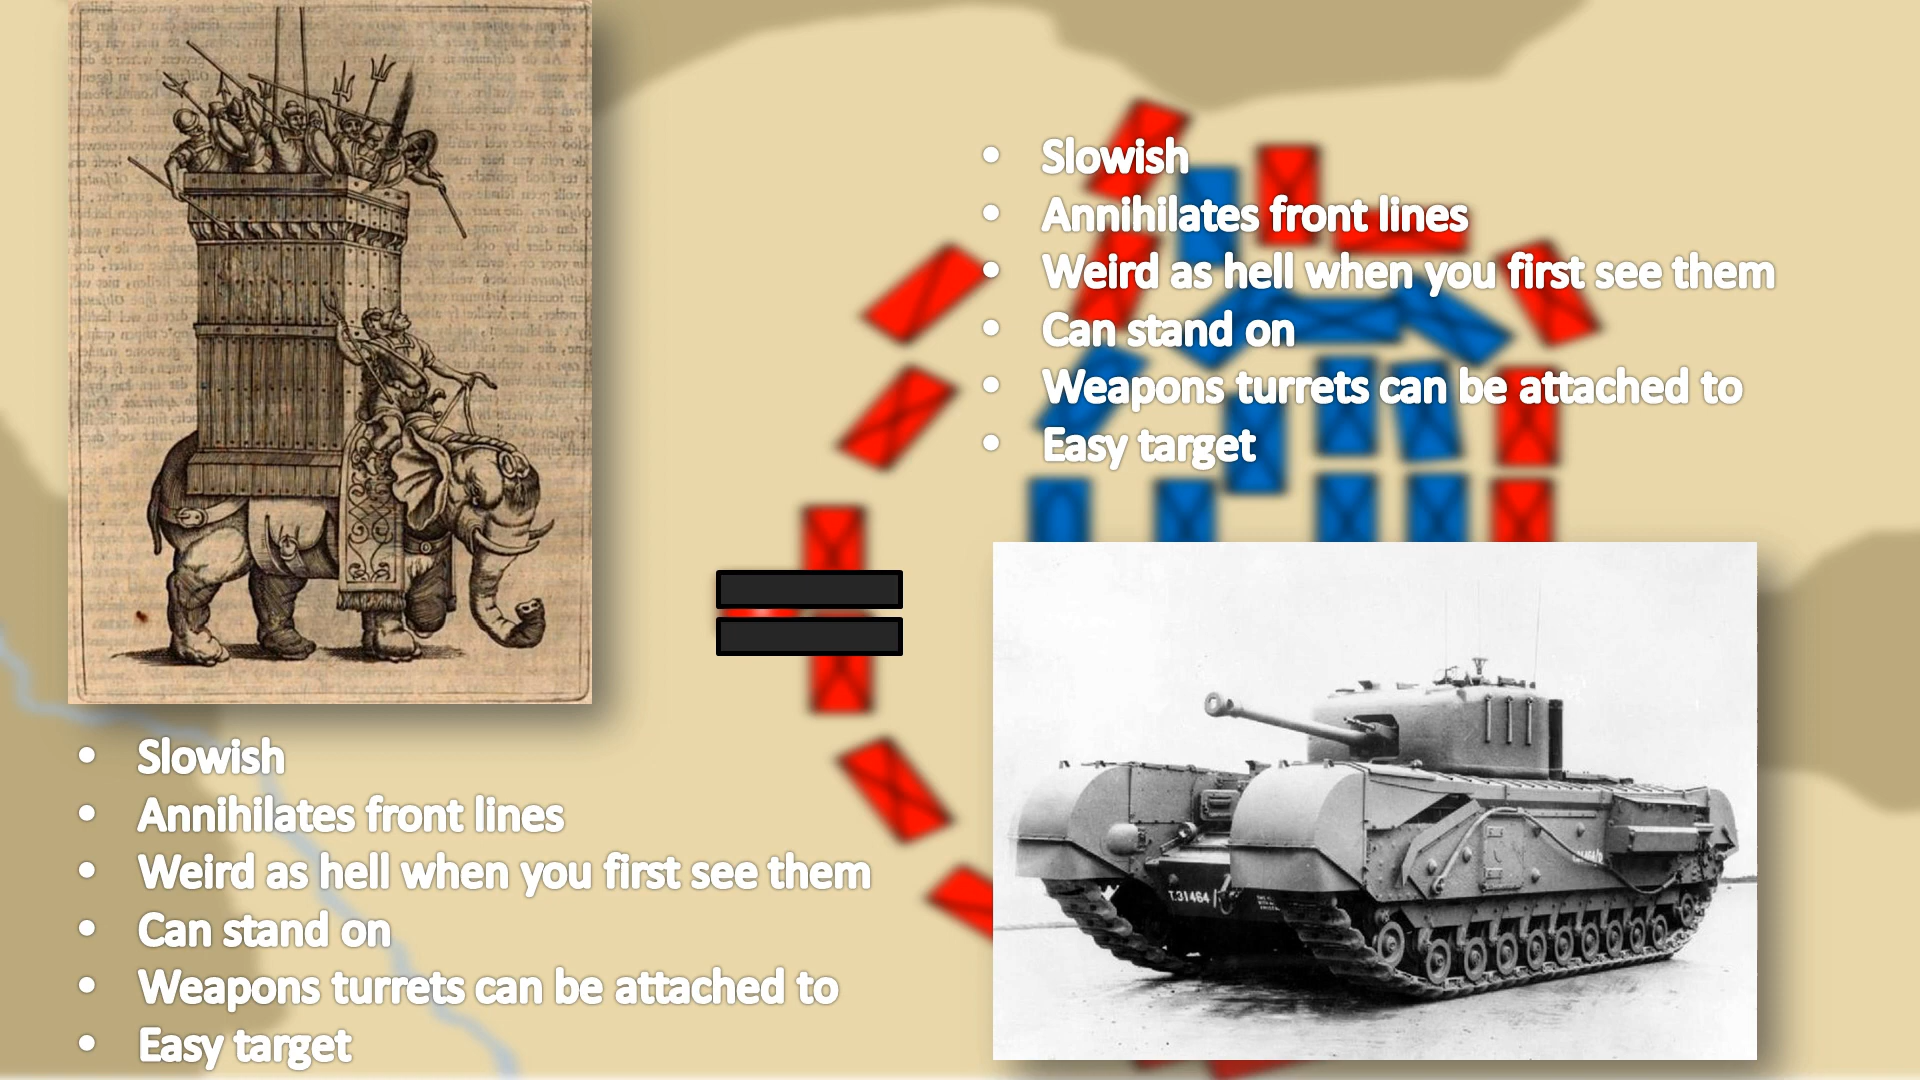 Slowish
Annihilates front lines
Weird as hell when you first see them
Can stand on
Weapons turrets can be attached to
Easy target
Slowish
Annihilates front lines
Weird as hell when you first see them
Can stand on
Weapons turrets can be attached to
Easy target
T.31464/